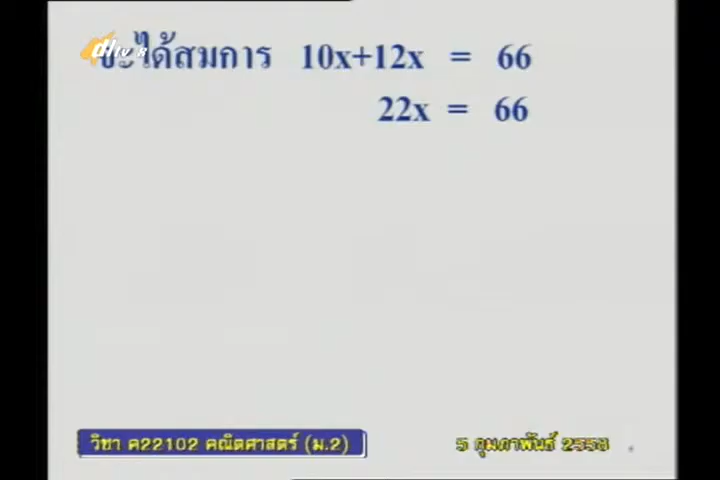 จะได้สมการ 10x+12x = 66
22x = 66
dltv 8
วิชา ค22102 คณิตศาสตร์ (ม.2)
5 กุมภาพันธ์ 2553